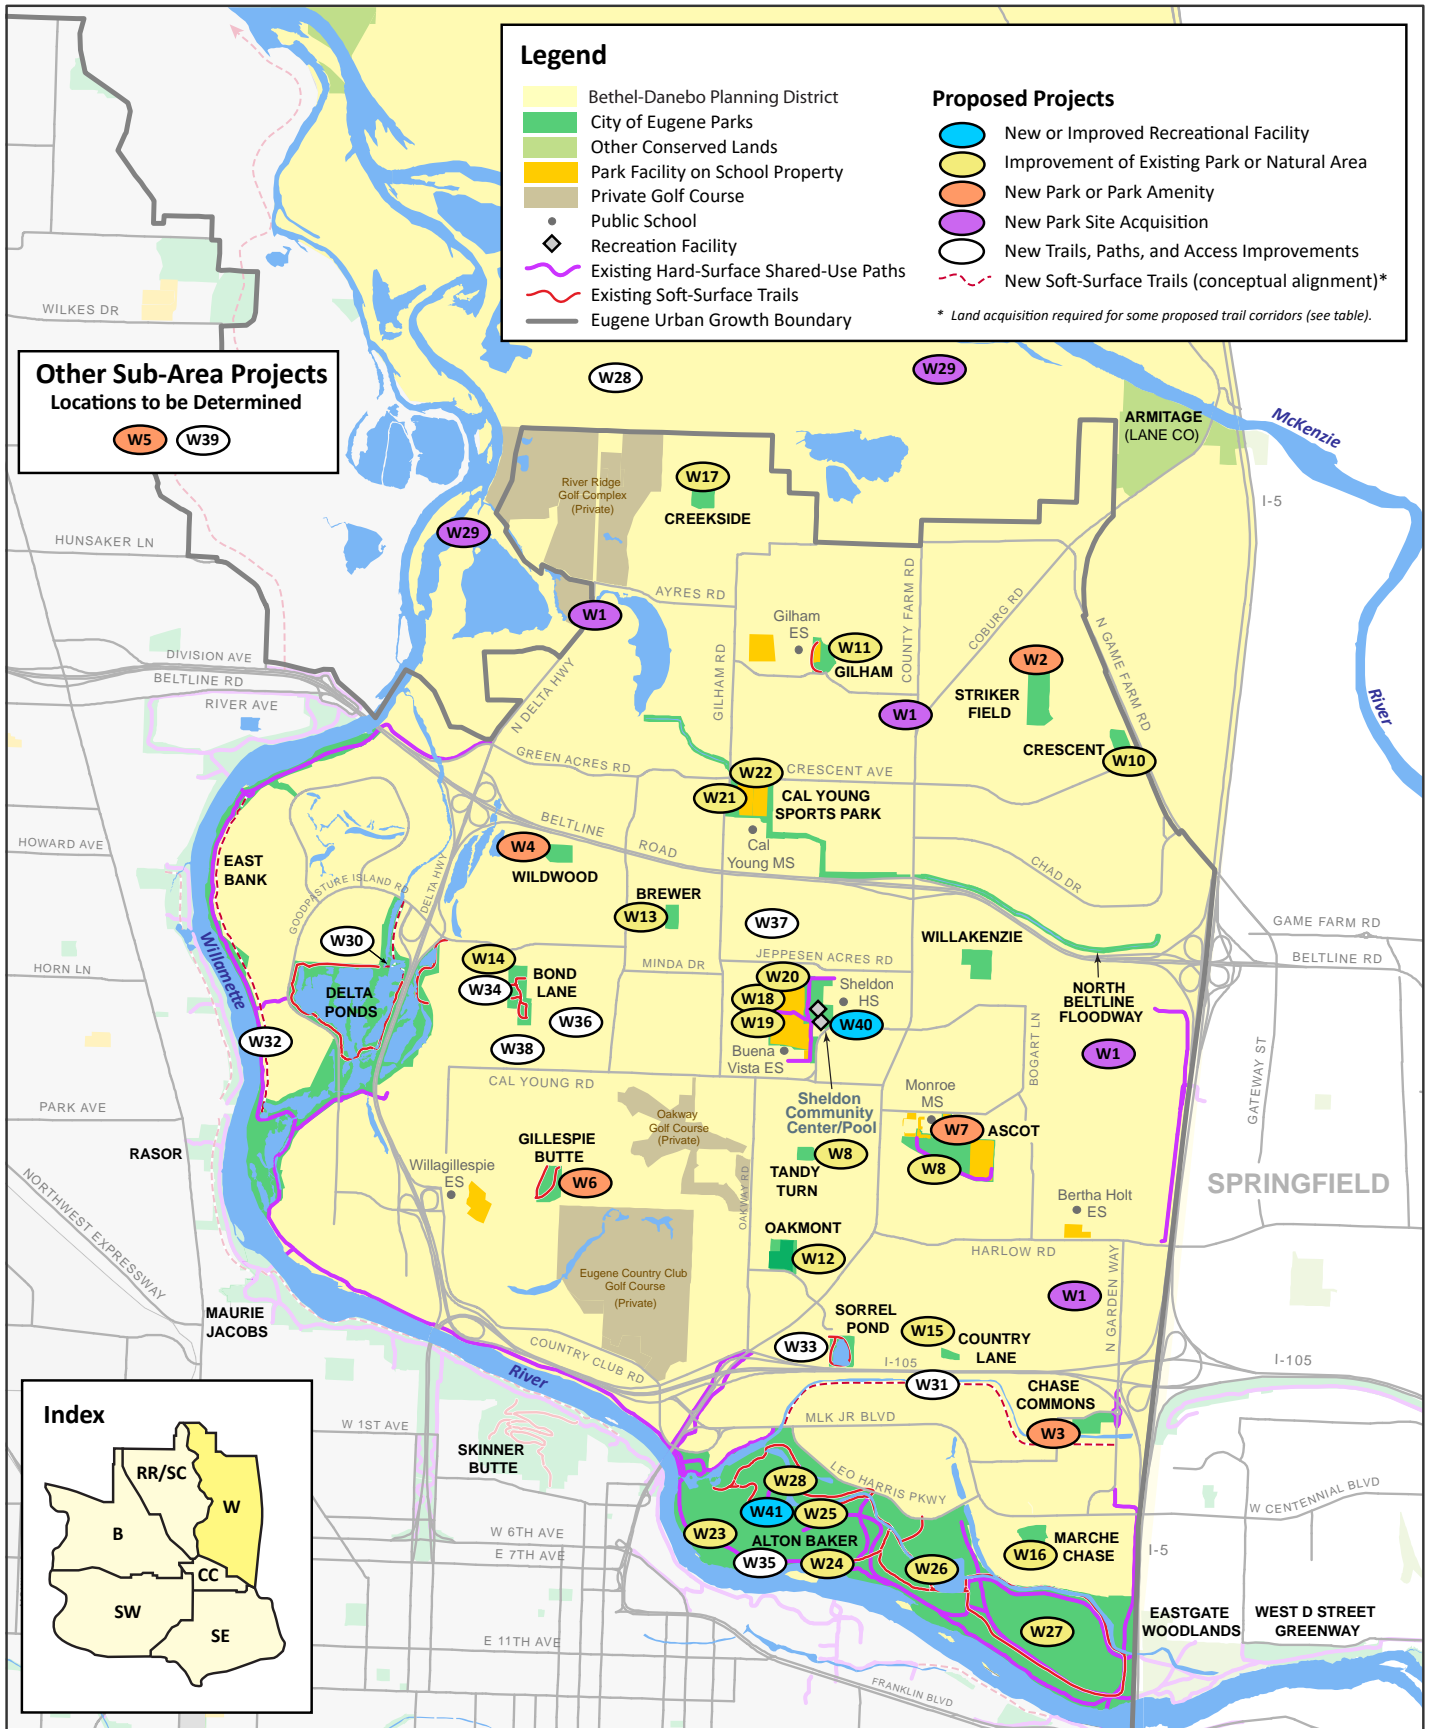 Legend
Bethel-Danebo Planning District
City of Eugene Parks
Other Conserved Lands
Park Facility on School Property
Private Golf Course
Public School
Recreation Facility
Existing Hard-Surface Shared-Use Paths
Existing Soft-Surface Trails
Eugene Urban Growth Boundary
Proposed Projects
New or Improved Recreational Facility
Improvement of Existing Park or Natural Area
New Park or Park Amenity
New Park Site Acquisition
New Trails, Paths, and Access Improvements
New Soft-Surface Trails (conceptual alignment)*
* Land acquisition required for some proposed trail corridors (see table).
WILKES DR
Other Sub-Area Projects
Locations to be Determined
W5
W39
W28
W29
ARMITAGE
(LANE CO)
McKenzie
River
I-5
River Ridge
Golf Complex
(Private)
W17
CREEKSIDE
W29
HUNSAKER LN
W1
AYRES RD
Gilham
ES
W11
GILHAM
GILHAM RD
COUNTY FARM RD
COBURG RD
N GAME FARM RD
W2
STRIKER
FIELD
W1
CRESCENT
W10
DIVISION AVE
BELTLINE RD
RIVER AVE
N DELTA HWY
GREEN ACRES RD
W22
CRESCENT AVE
W21
CAL YOUNG
SPORTS PARK
Cal
Young MS
BELTLINE
ROAD
CHAD DR
HOWARD AVE
EAST
BANK
GOODPASTURE ISLAND RD
DELTA HWY
W4
WILDWOOD
BREWER
W13
W37
WILLAKENZIE
GAME FARM RD
BELTLINE RD
HORN LN
Willamette
W30
DELTA
PONDS
W14
W34
BOND
LANE
MINDA DR
JEPPESEN ACRES RD
W20
W18
W19
Sheldon
HS
W40
Buena
Vista ES
NORTH
BELTLINE
FLOODWAY
W32
W36
W38
BOGART LN
W1
GATEWAY ST
CAL YOUNG RD
PARK AVE
Oakway
Golf Course
(Private)
Sheldon
Community
Center/Pool
Monroe
MS
W7
ASCOT
W8
RASOR
GILLESPIE
BUTTE
W6
Willagillespie
ES
W8
TANDY
TURN
OAKWAY RD
SPRINGFIELD
Bertha Holt
ES
NORTHWEST EXPRESSWAY
OAKMONT
W12
HARLOW RD
Eugene Country Club
Golf Course
(Private)
W1
N GARDEN WAY
MAURIE
JACOBS
SORREL
POND
W33
W15
COUNTRY
LANE
COUNTRY CLUB RD
I-105
I-105
River
W31
CHASE
COMMONS
W3
MLK JR BLVD
W 1ST AVE
SKINNER
BUTTE
LEO HARRIS PKWY
W28
W41
W25
W23
ALTON BAKER
W35
W24
W26
W16
MARCHE
CHASE
W CENTENNIAL BLVD
I-5
W 6TH AVE
E 7TH AVE
W27
EASTGATE
WOODLANDS
WEST D STREET
GREENWAY
E 11TH AVE
FRANKLIN BLVD
Index
RR/SC
W
B
CC
SW
SE